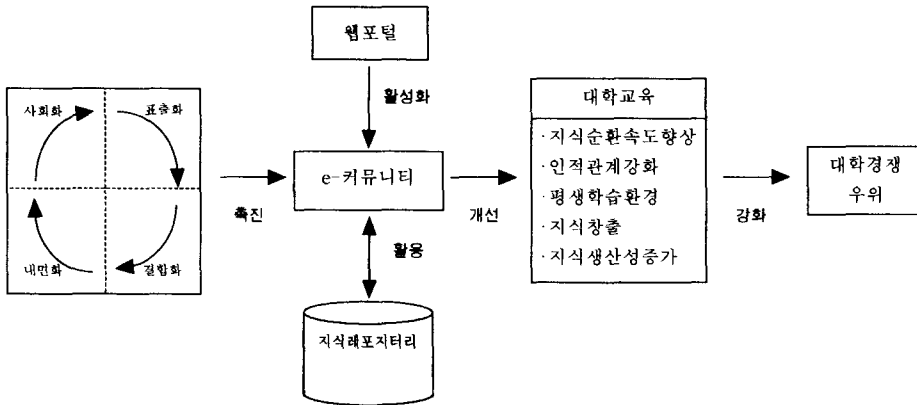 웹포털
활성화
사회화
표출화
내면화
결합화
촉진
e-커뮤니티
활용
지식레포지터리
개선
대학교육
·지식순환속도향상
·인적관계강화
·평생학습환경
·지식창출
·지식생산성증가
강화
대학경쟁
우위